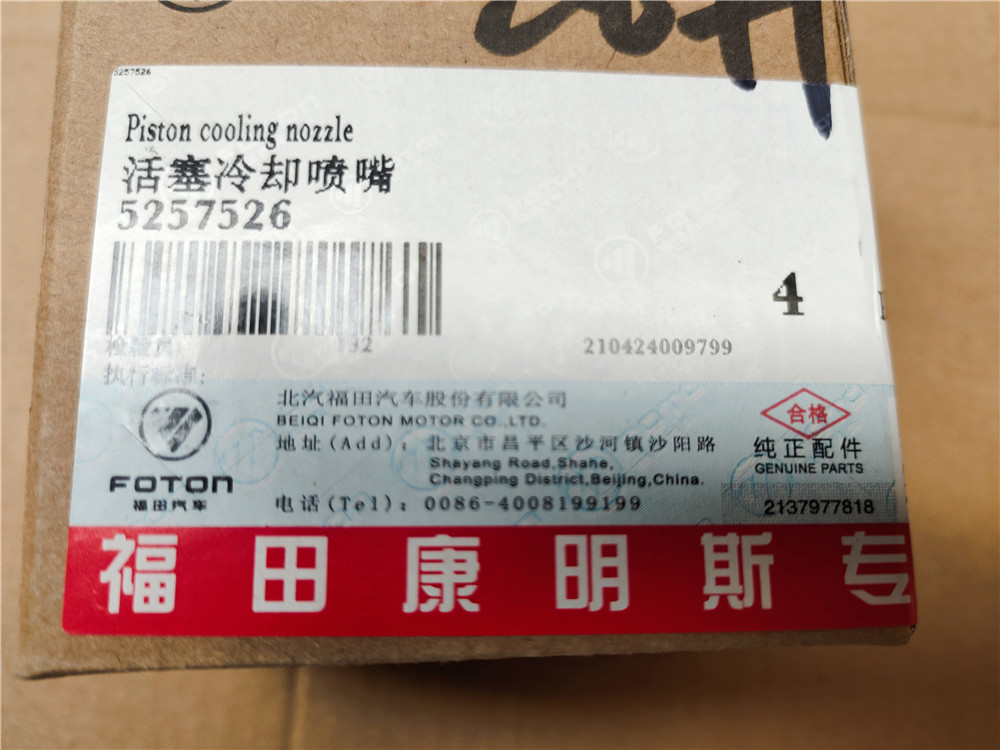 5257526
Piston cooling nozzle
活塞冷却喷嘴
5257526
4
检验员: 132
210424009799
执行标准:
北汽福田汽车股份有限公司
BEIQI FOTON MOTOR CO.,LTD.
地址(Add): 北京市昌平区沙河镇沙阳路
Shayang Road,Shahe,
Changping District,Beijing,China.
电话(Tel): 0086-4008199199
FOTON
福田汽车
合格
纯正配件
GENUINE PARTS
2137977818
福田康明斯专